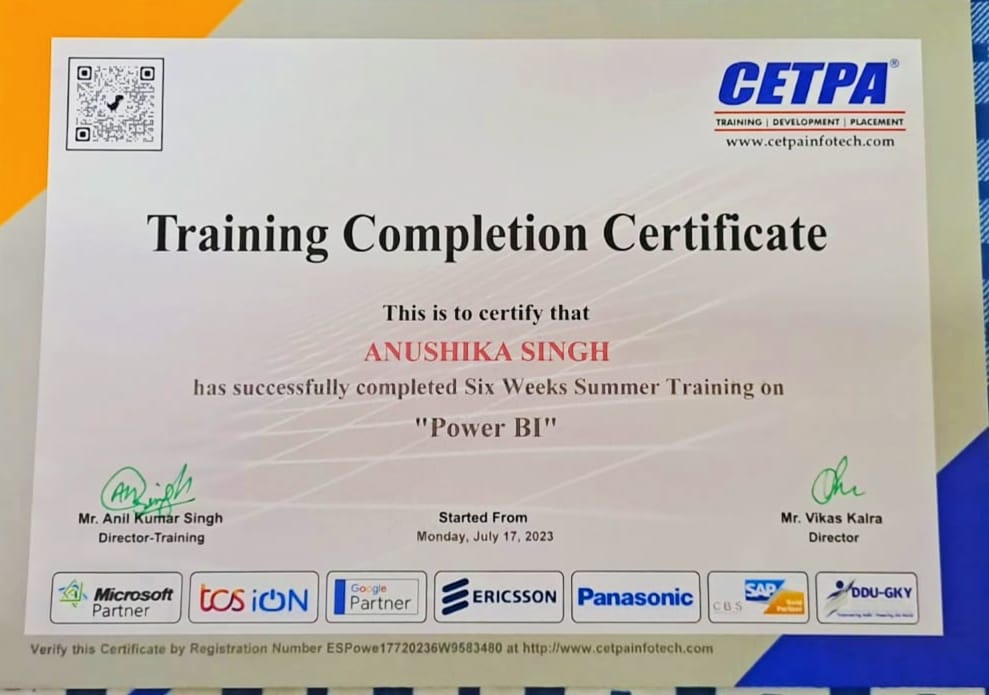 CETPA®
TRAINING | DEVELOPMENT | PLACEMENT
www.cetpainfotech.com
Training Completion Certificate
This is to certify that
ANUSHIKA SINGH
has successfully completed Six Weeks Summer Training on
"Power BI"
Mr. Anil Kumar Singh
Director-Training
Started From
Monday, July 17, 2023
Mr. Vikas Kalra
Director
Microsoft Partner
tcs iON
Google Partner
ERICSSON
Panasonic
CBS SAP Gold Partner
DDU-GKY
Verify this Certificate by Registration Number ESPowe17720236W9583480 at http://www.cetpainfotech.com